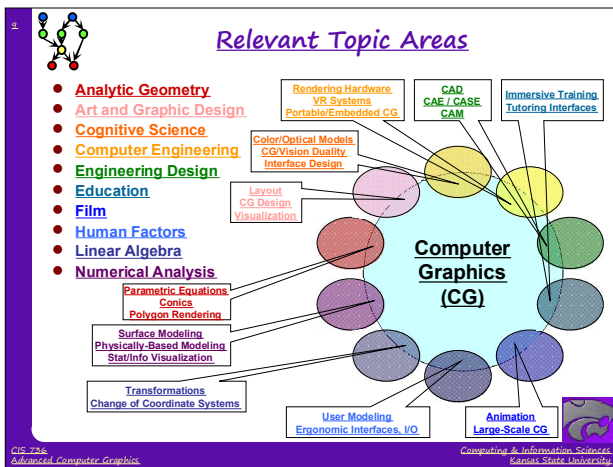 9
Relevant Topic Areas
Analytic Geometry
Art and Graphic Design
Cognitive Science
Computer Engineering
Engineering Design
Education
Film
Human Factors
Linear Algebra
Numerical Analysis
Rendering Hardware
VR Systems
Portable/Embedded CG
CAD
CAE / CASE
CAM
Immersive Training
Tutoring Interfaces
Color/Optical Models
CG/Vision Duality
Interface Design
Layout
CG Design
Visualization
Computer
Graphics
(CG)
Parametric Equations
Conics
Polygon Rendering
Surface Modeling
Physically-Based Modeling
Stat/Info Visualization
Transformations
Change of Coordinate Systems
User Modeling
Ergonomic Interfaces, I/O
Animation
Large-Scale CG
CIS 736
Advanced Computer Graphics
Computing & Information Sciences
Kansas State University